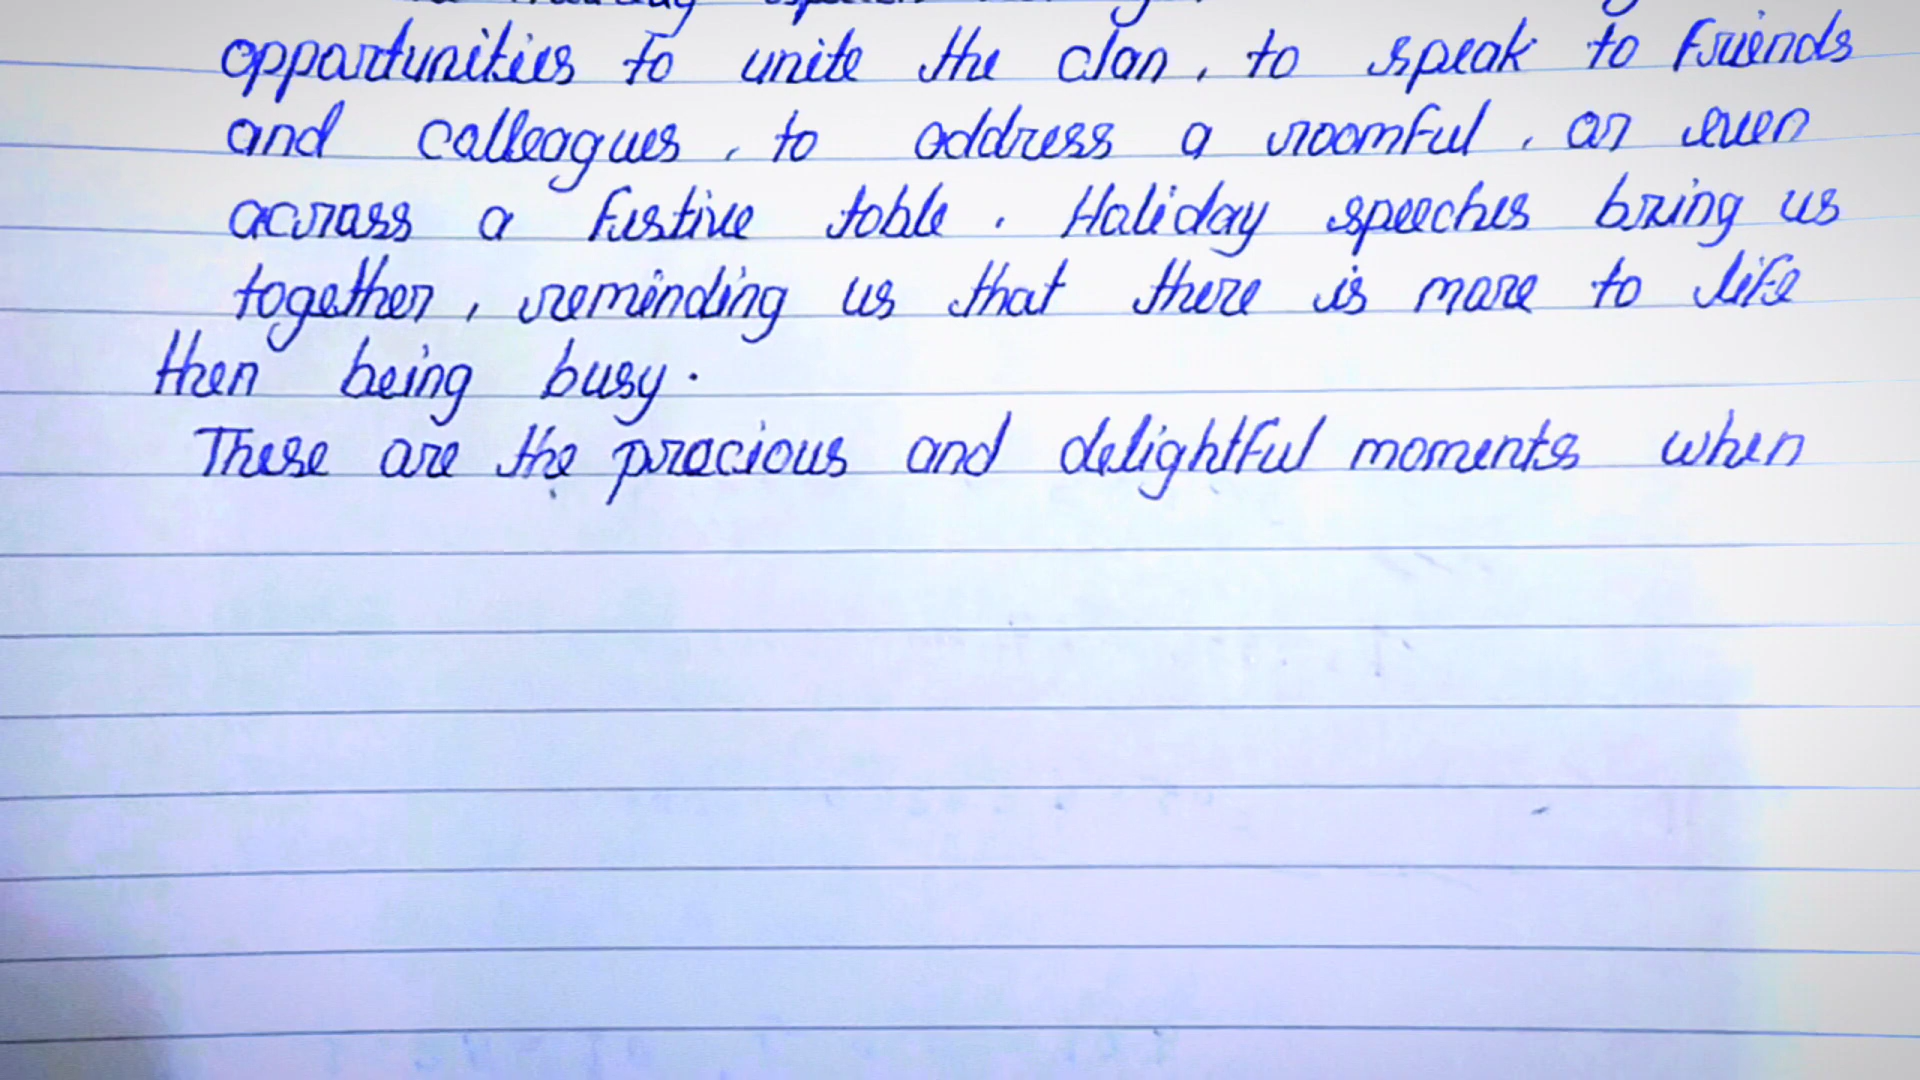 opportunities to unite the clan, to speak to friends
and colleagues, to address a roomful, or even
across a festive table. Holiday speeches bring us
together, reminding us that there is more to life
then being busy.
These are the precious and delightful moments when